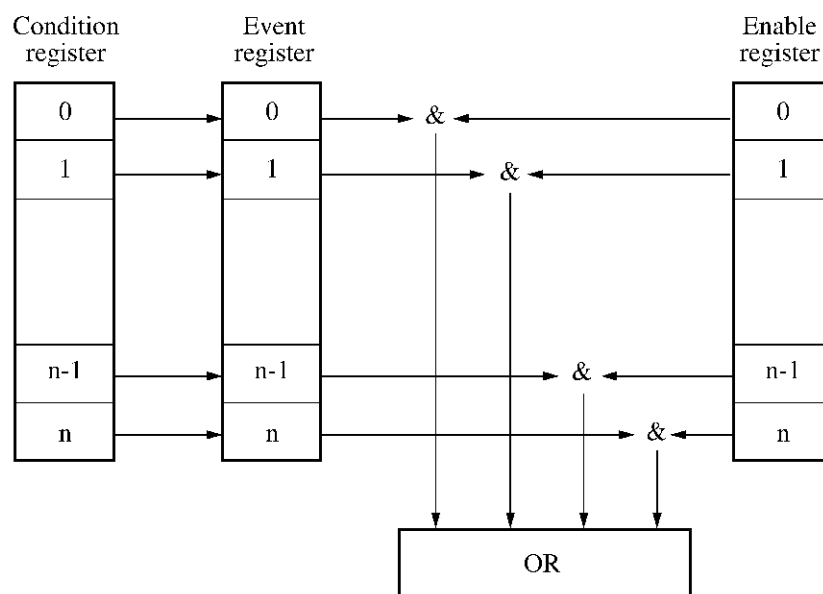 Condition
register
Event
register
Enable
register
0
0
&
0
1
1
&
1
n-1
n-1
&
n-1
n
n
&
n
OR